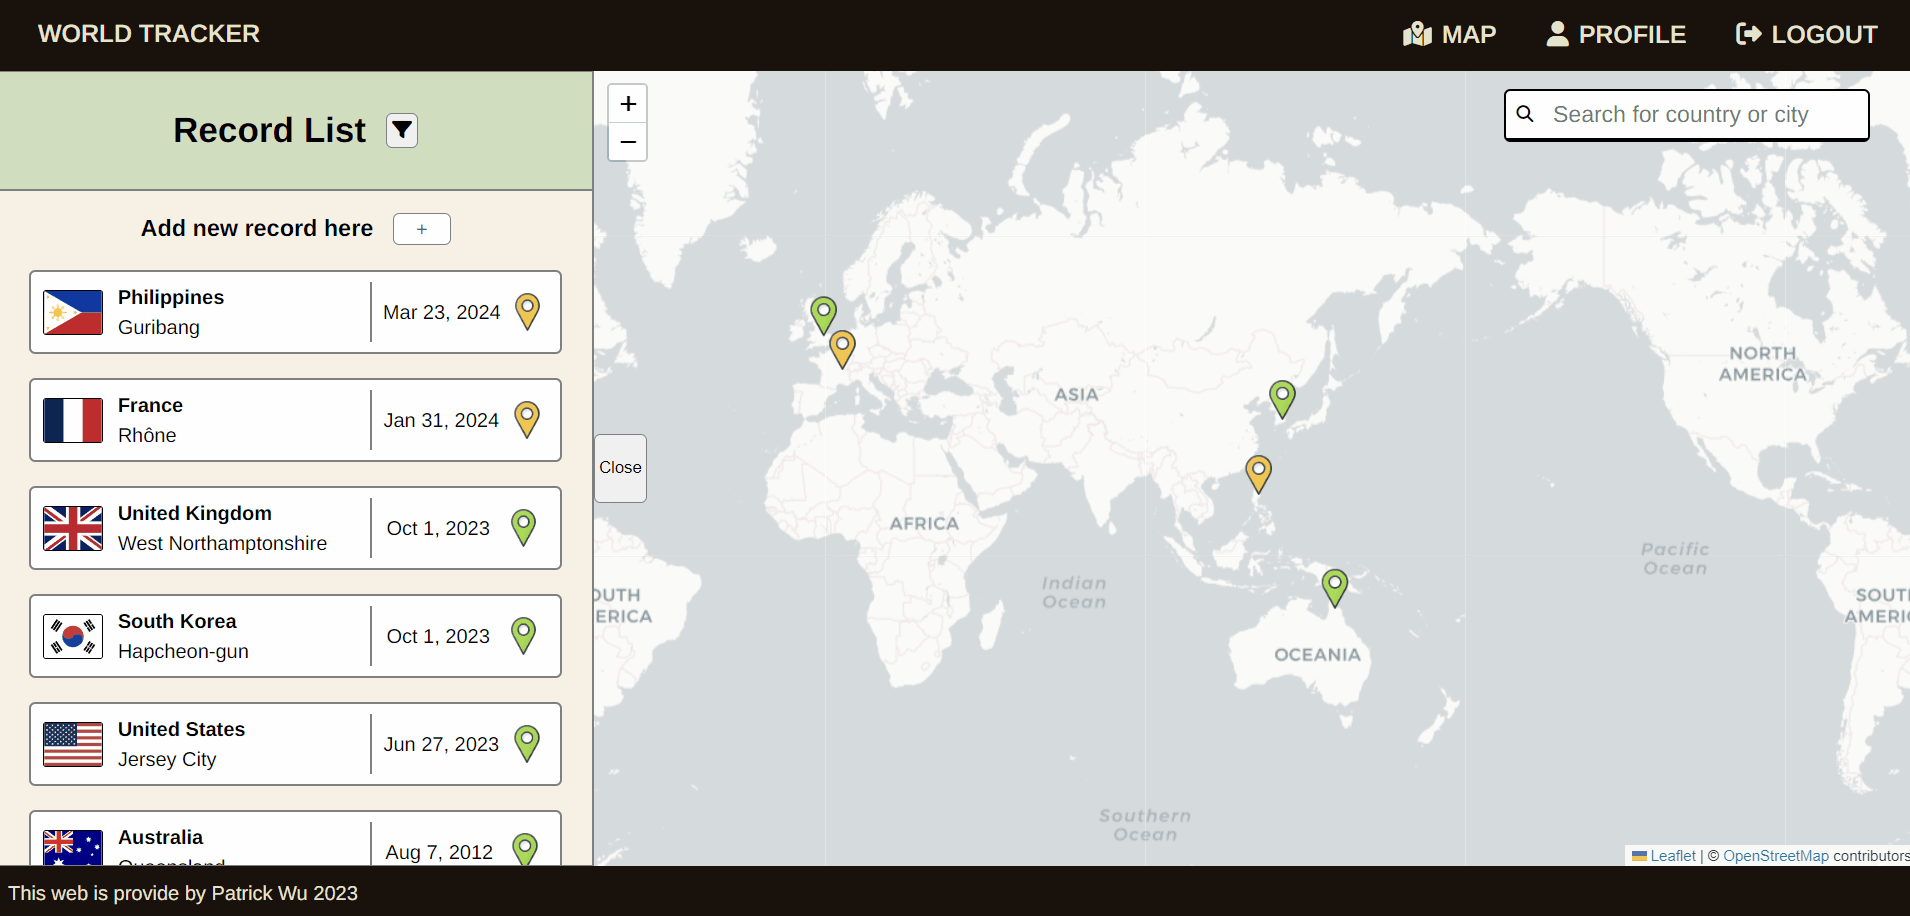 WORLD TRACKER
MAP
PROFILE
LOGOUT
Record List
Add new record here
+
Philippines
Guribang
Mar 23, 2024
France
Rhône
Jan 31, 2024
United Kingdom
West Northamptonshire
Oct 1, 2023
South Korea
Hapcheon-gun
Oct 1, 2023
United States
Jersey City
Jun 27, 2023
Australia
Queensland
Aug 7, 2012
+
−
Close
Search for country or city
ASIA
NORTH
AMERICA
AFRICA
Indian
Ocean
Pacific
Ocean
OUTH
ERICA
SOUT
AMERIC
OCEANIA
Southern
Ocean
Leaflet | © OpenStreetMap contributors
This web is provide by Patrick Wu 2023